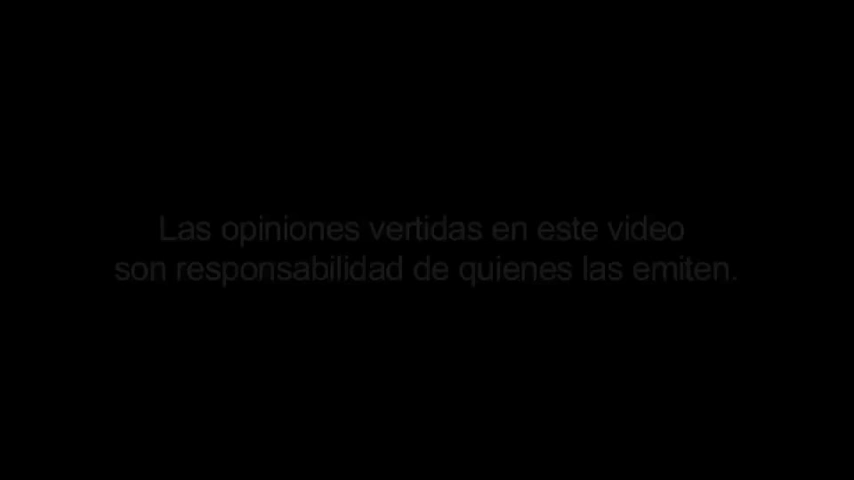 Las opiniones vertidas en este video
son responsabilidad de quienes las emiten.